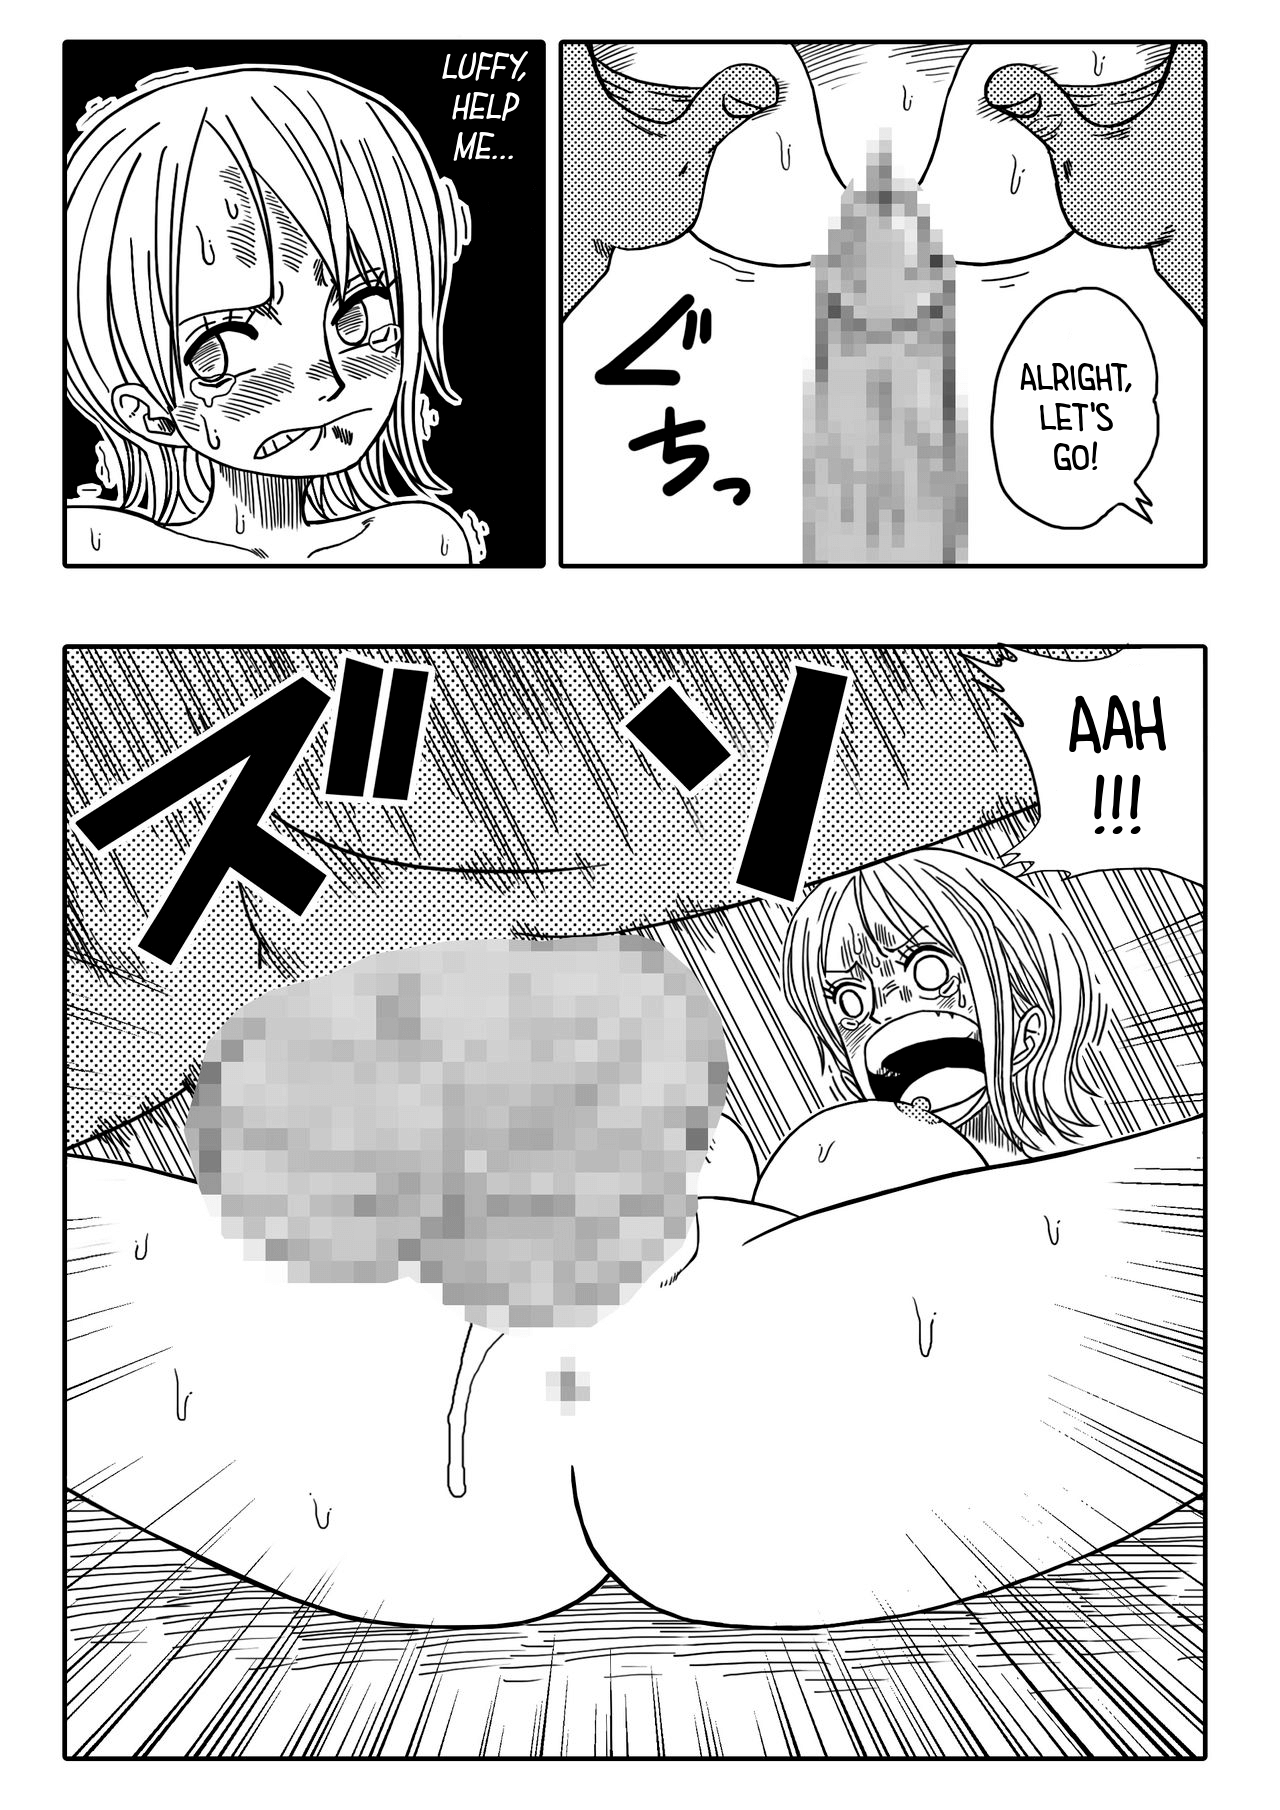 LUFFY,
HELP
ME...
ALRIGHT,
LET'S
GO!
ぐ
ちっ
AAH
!!!
ズン